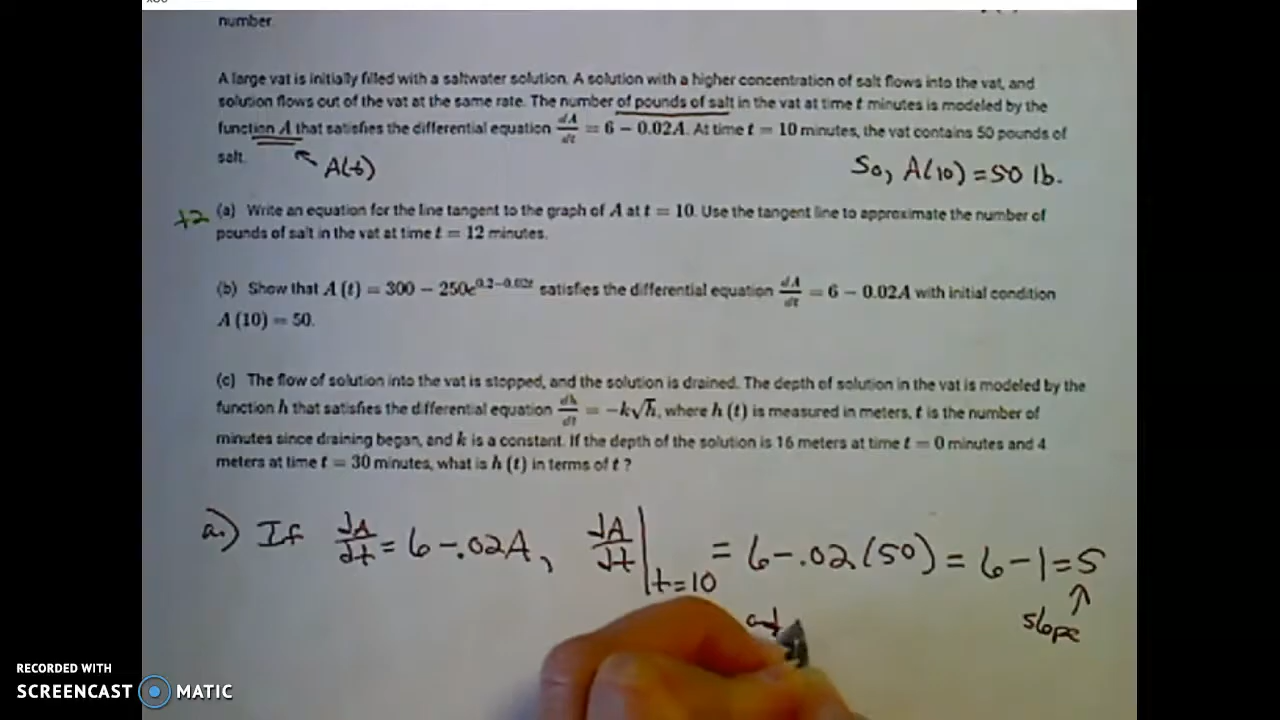 number.
A large vat is initially filled with a saltwater solution. A solution with a higher concentration of salt flows into the vat, and
solution flows out of the vat at the same rate. The number of pounds of salt in the vat at time t minutes is modeled by the
function A that satisfies the differential equation dA/dt = 6 − 0.02A. At time t = 10 minutes, the vat contains 50 pounds of
salt.
A(t)
So, A(10) = 50 lb.
+2
(a) Write an equation for the line tangent to the graph of A at t = 10. Use the tangent line to approximate the number of
pounds of salt in the vat at time t = 12 minutes.
(b) Show that A (t) = 300 − 250e^0.2−0.02t satisfies the differential equation dA/dt = 6 − 0.02A with initial condition
A (10) = 50.
(c) The flow of solution into the vat is stopped, and the solution is drained. The depth of solution in the vat is modeled by the
function h that satisfies the differential equation dh/dt = −k√h, where h (t) is measured in meters, t is the number of
minutes since draining began, and k is a constant. If the depth of the solution is 16 meters at time t = 0 minutes and 4
meters at time t = 30 minutes, what is h (t) in terms of t ?
a.) If dA/dt = 6 − .02A, dA/dt | t=10 = 6 − .02(50) = 6 − 1 = 5
slope
RECORDED WITH
SCREENCAST MATIC